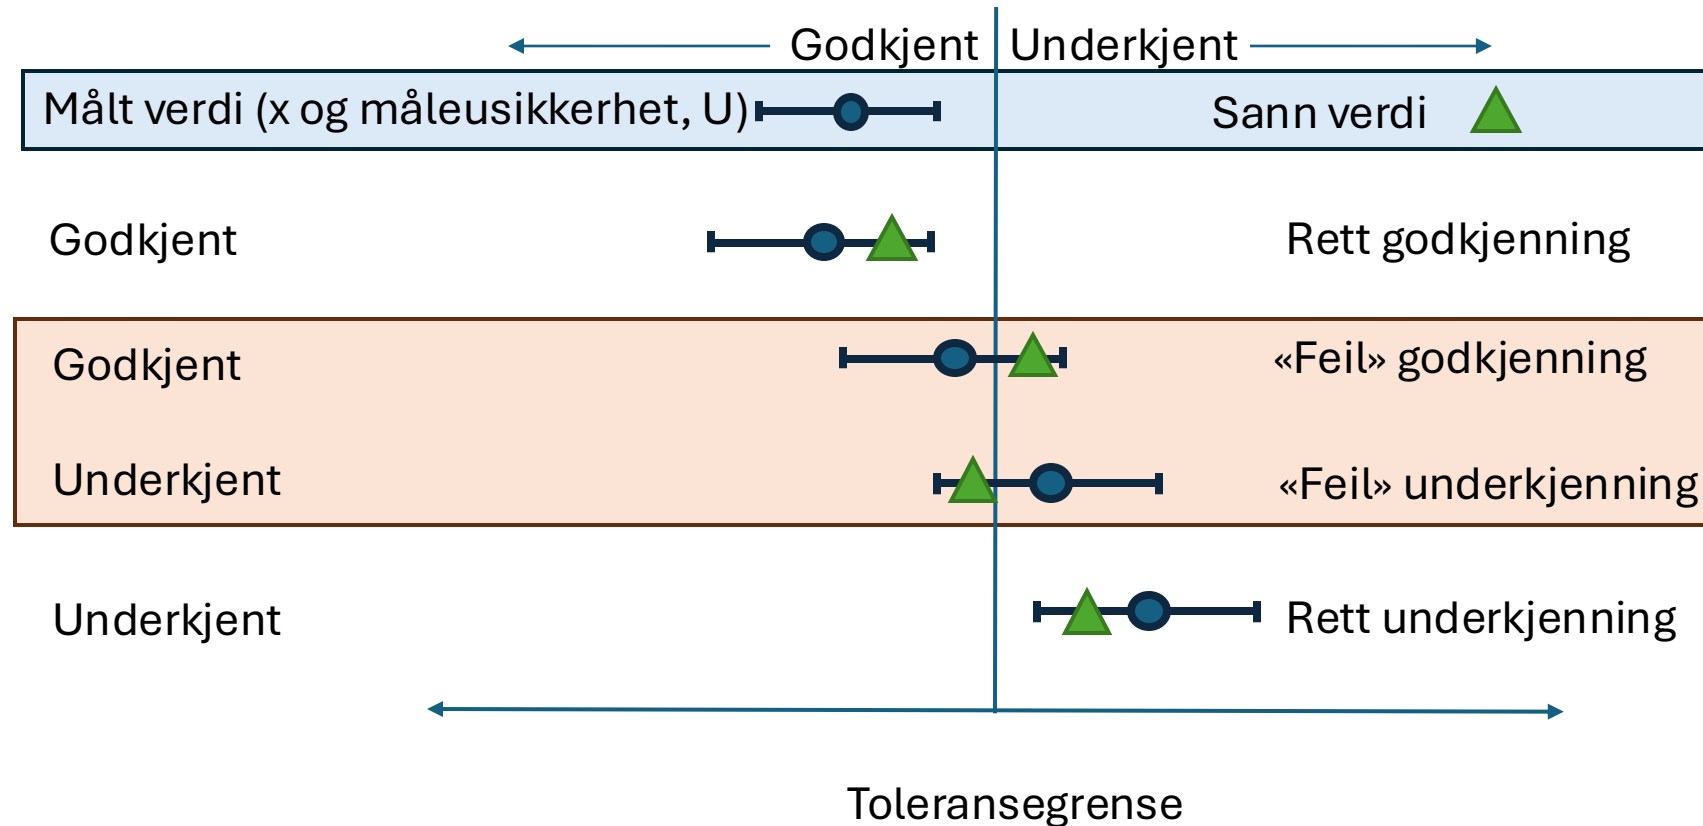 Godkjent Underkjent
Målt verdi (x og måleusikkerhet, U) Sann verdi
Godkjent Rett godkjenning
Godkjent «Feil» godkjenning
Underkjent «Feil» underkjenning
Underkjent Rett underkjenning
Toleransegrense